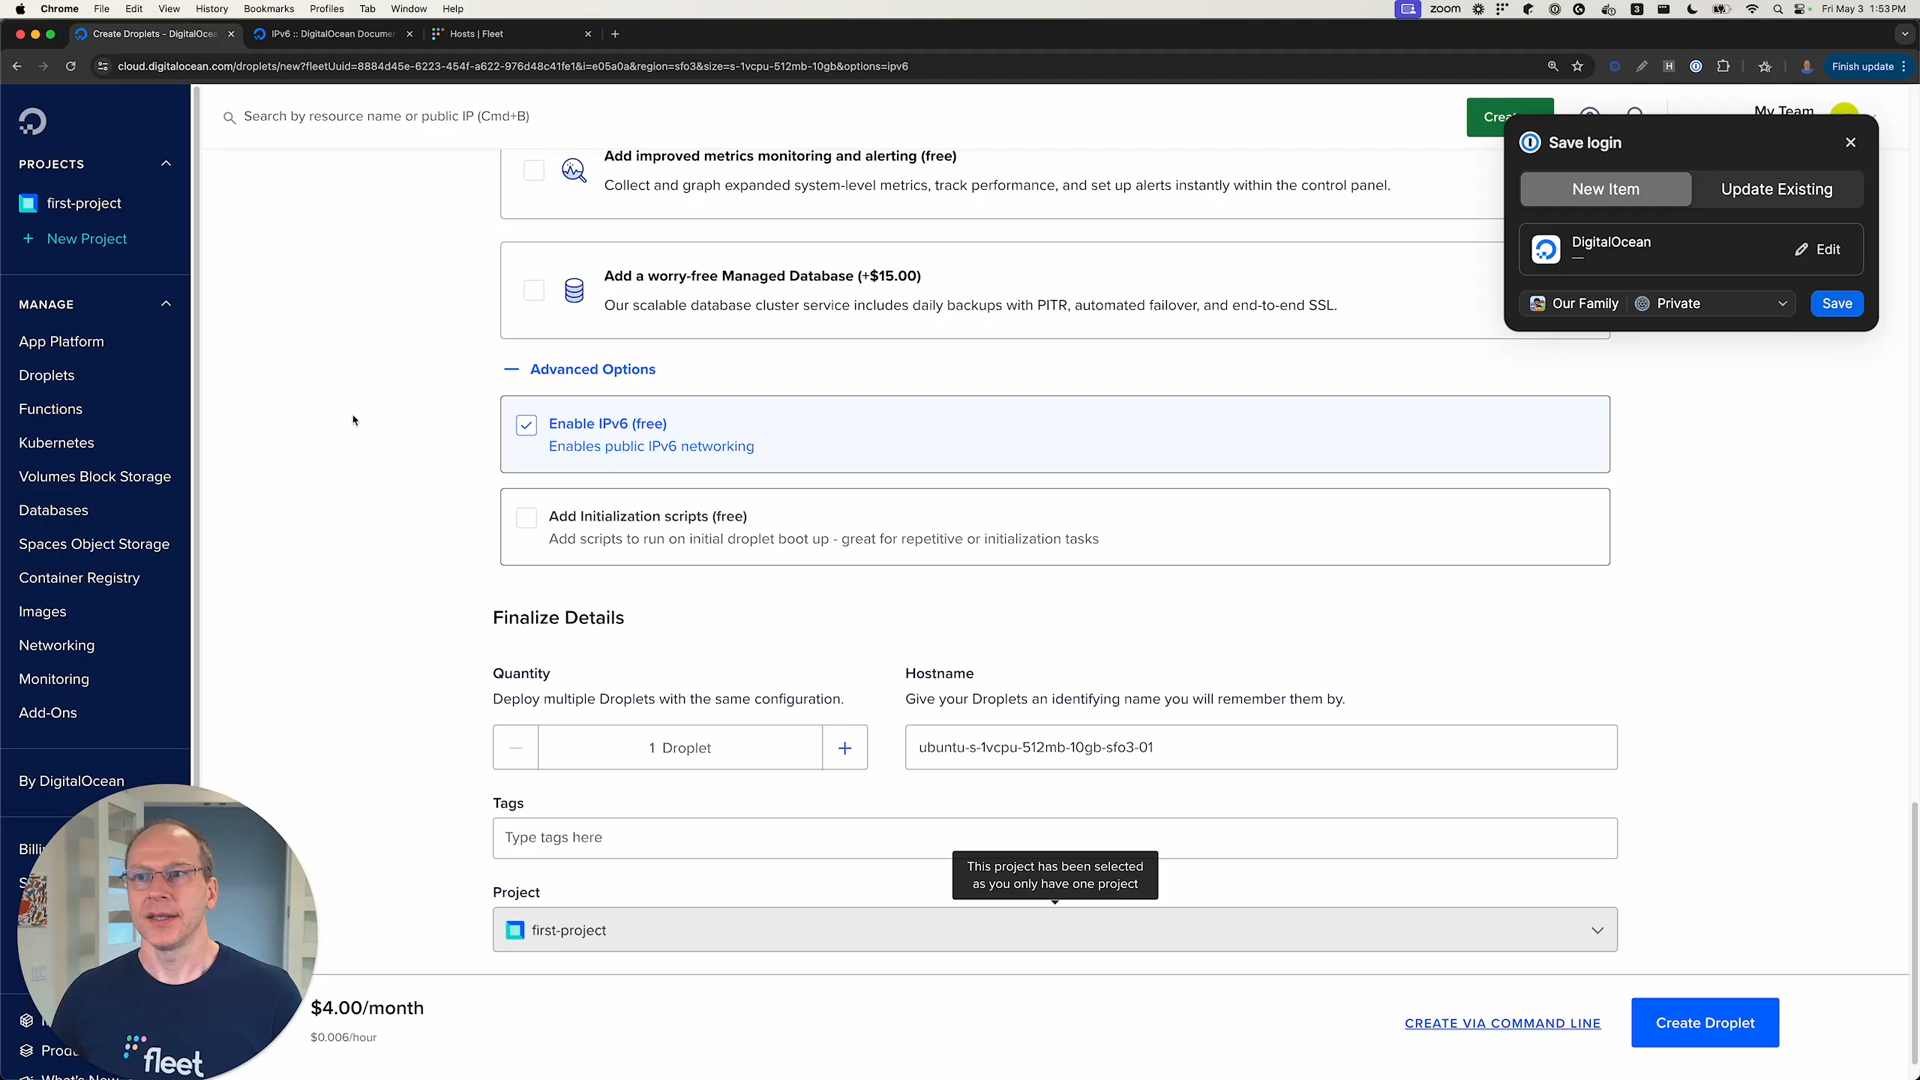 Chrome File Edit View History Bookmarks Profiles Tab Window Help
zoom 3 Fri May 3 1:53 PM
Create Droplets - DigitalOcea
IPv6 :: DigitalOcean Documen
Hosts | Fleet
cloud.digitalocean.com/droplets/new?fleetUuid=8884d45e-6223-454f-a622-976d48c41fe1&i=e05a0a&region=sfo3&size=s-1vcpu-512mb-10gb&options=ipv6
Finish update
Search by resource name or public IP (Cmd+B)
Crea
My Team
PROJECTS
first-project
New Project
MANAGE
App Platform
Droplets
Functions
Kubernetes
Volumes Block Storage
Databases
Spaces Object Storage
Container Registry
Images
Networking
Monitoring
Add-Ons
By DigitalOcean
Billi
S
Produ
What's New
Add improved metrics monitoring and alerting (free)
Collect and graph expanded system-level metrics, track performance, and set up alerts instantly within the control panel.
Add a worry-free Managed Database (+$15.00)
Our scalable database cluster service includes daily backups with PITR, automated failover, and end-to-end SSL.
Advanced Options
Enable IPv6 (free)
Enables public IPv6 networking
Add Initialization scripts (free)
Add scripts to run on initial droplet boot up - great for repetitive or initialization tasks
Finalize Details
Quantity
Deploy multiple Droplets with the same configuration.
1 Droplet
Hostname
Give your Droplets an identifying name you will remember them by.
ubuntu-s-1vcpu-512mb-10gb-sfo3-01
Tags
Type tags here
This project has been selected
as you only have one project
Project
first-project
$4.00/month
$0.006/hour
CREATE VIA COMMAND LINE
Create Droplet
Save login
New Item
Update Existing
DigitalOcean
—
Edit
Our Family
Private
Save
fleet